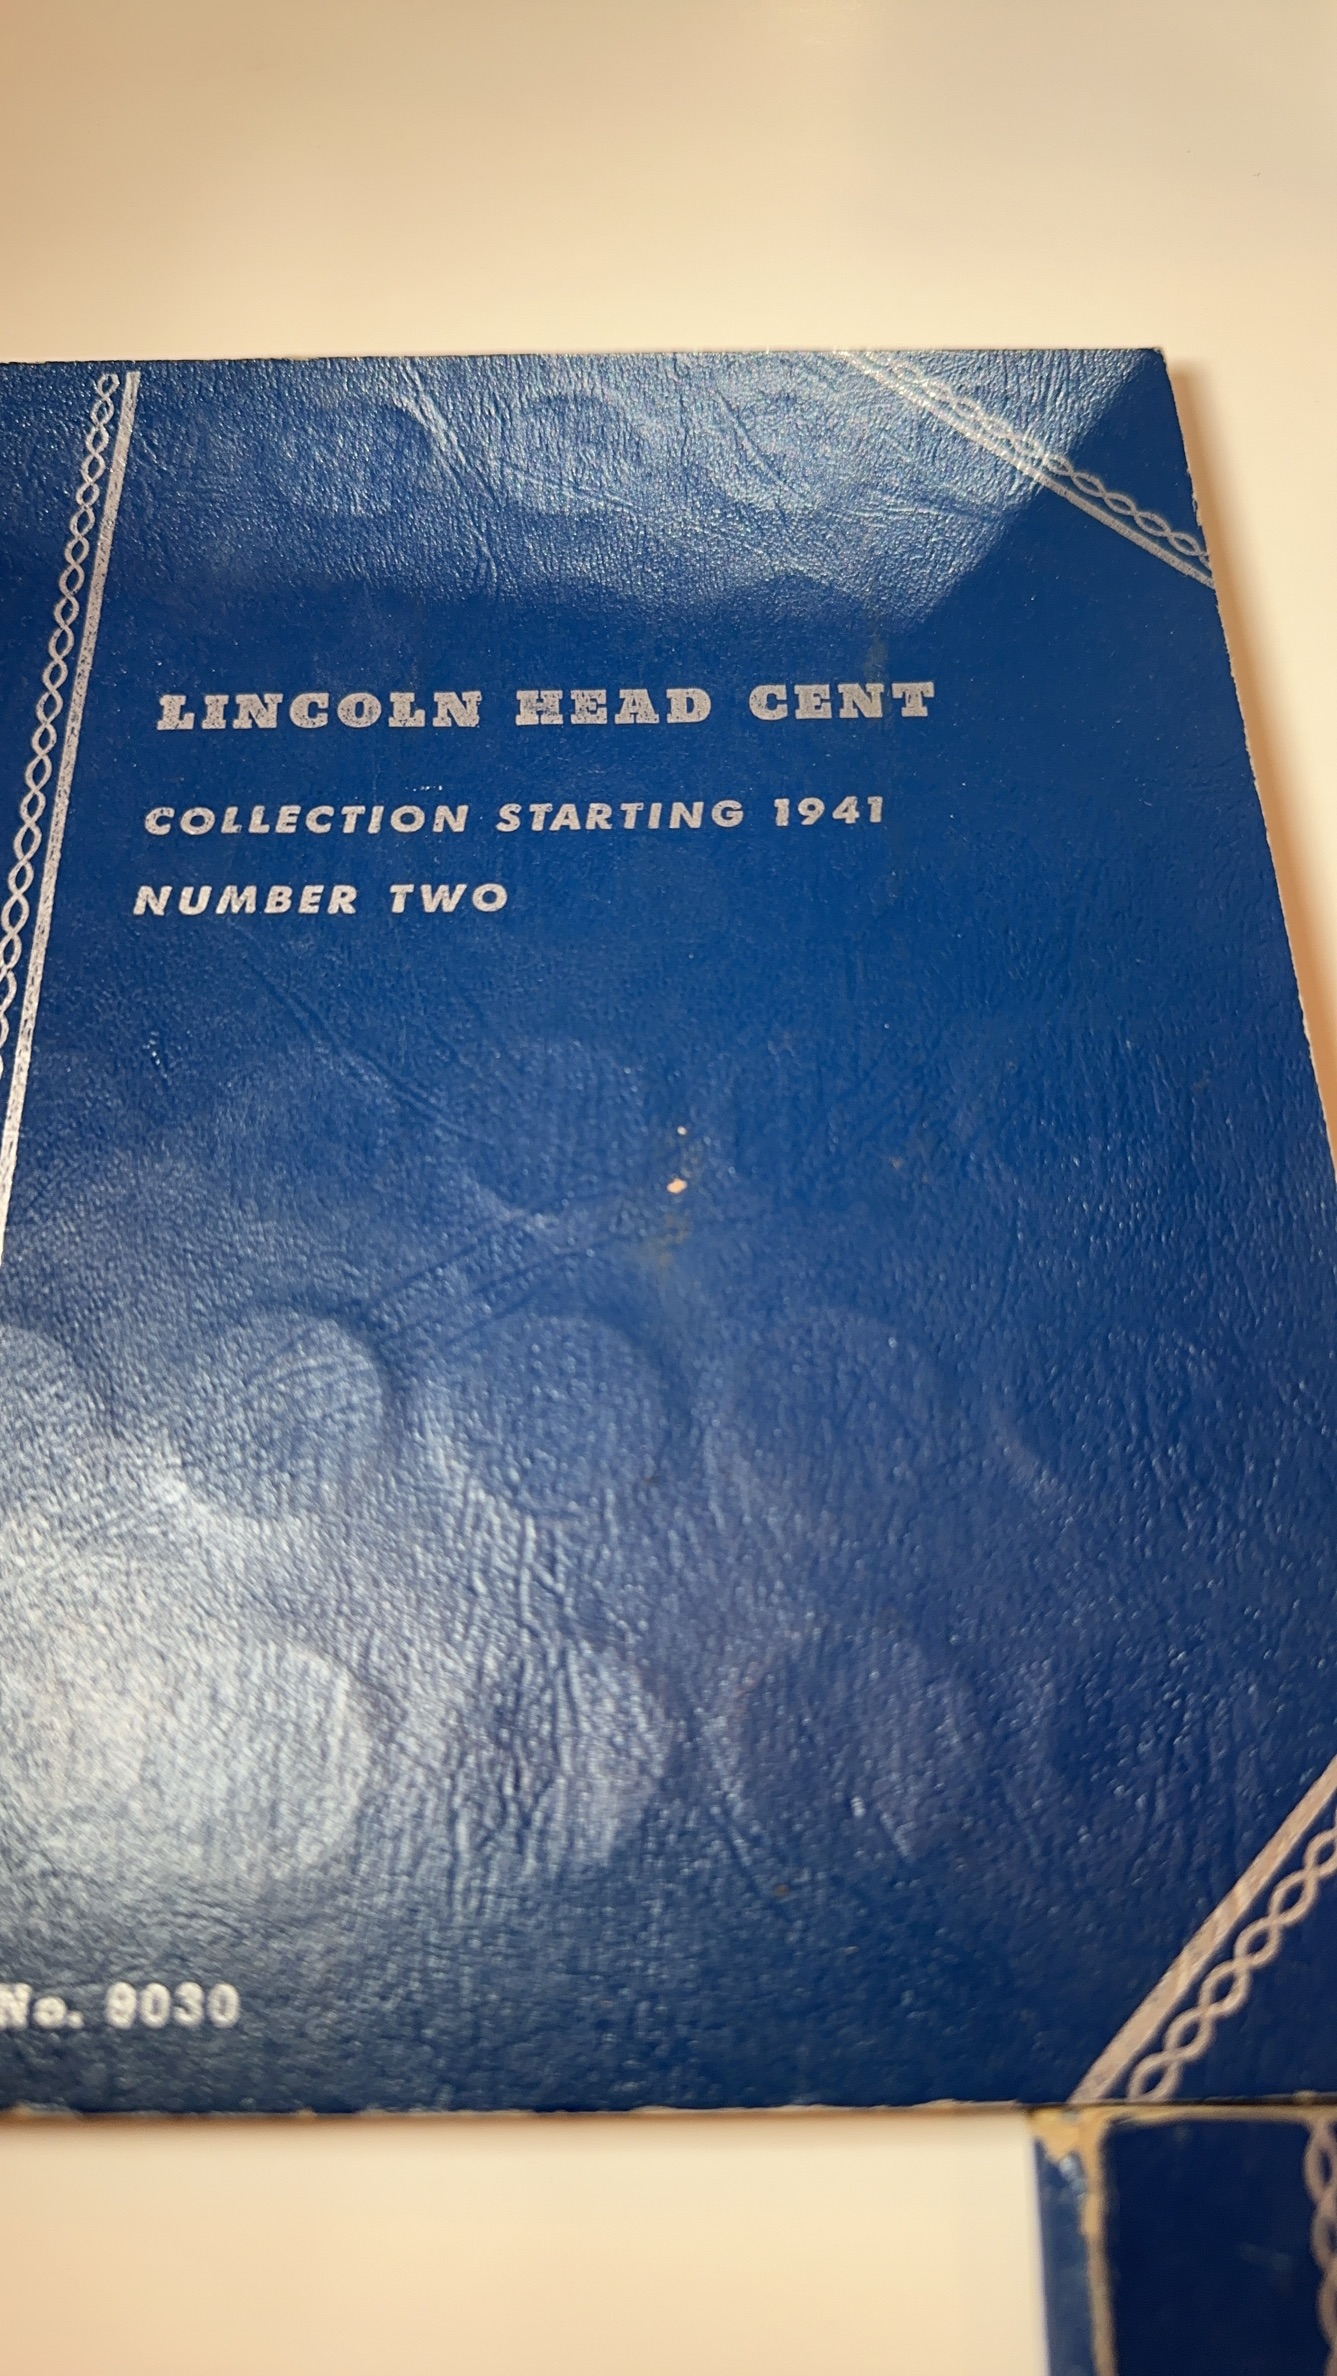 LINCOLN HEAD CENT
COLLECTION STARTING 1941
NUMBER TWO
No. 9030